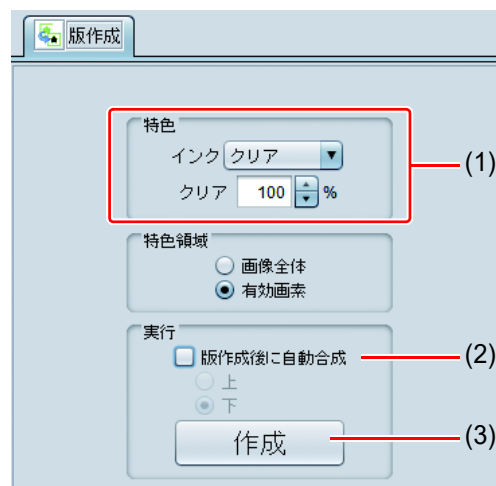 版作成
特色
インク クリア
(1)
クリア 100 %
特色領域
画像全体
有効画素
実行
版作成後に自動合成
(2)
上
下
作成
(3)